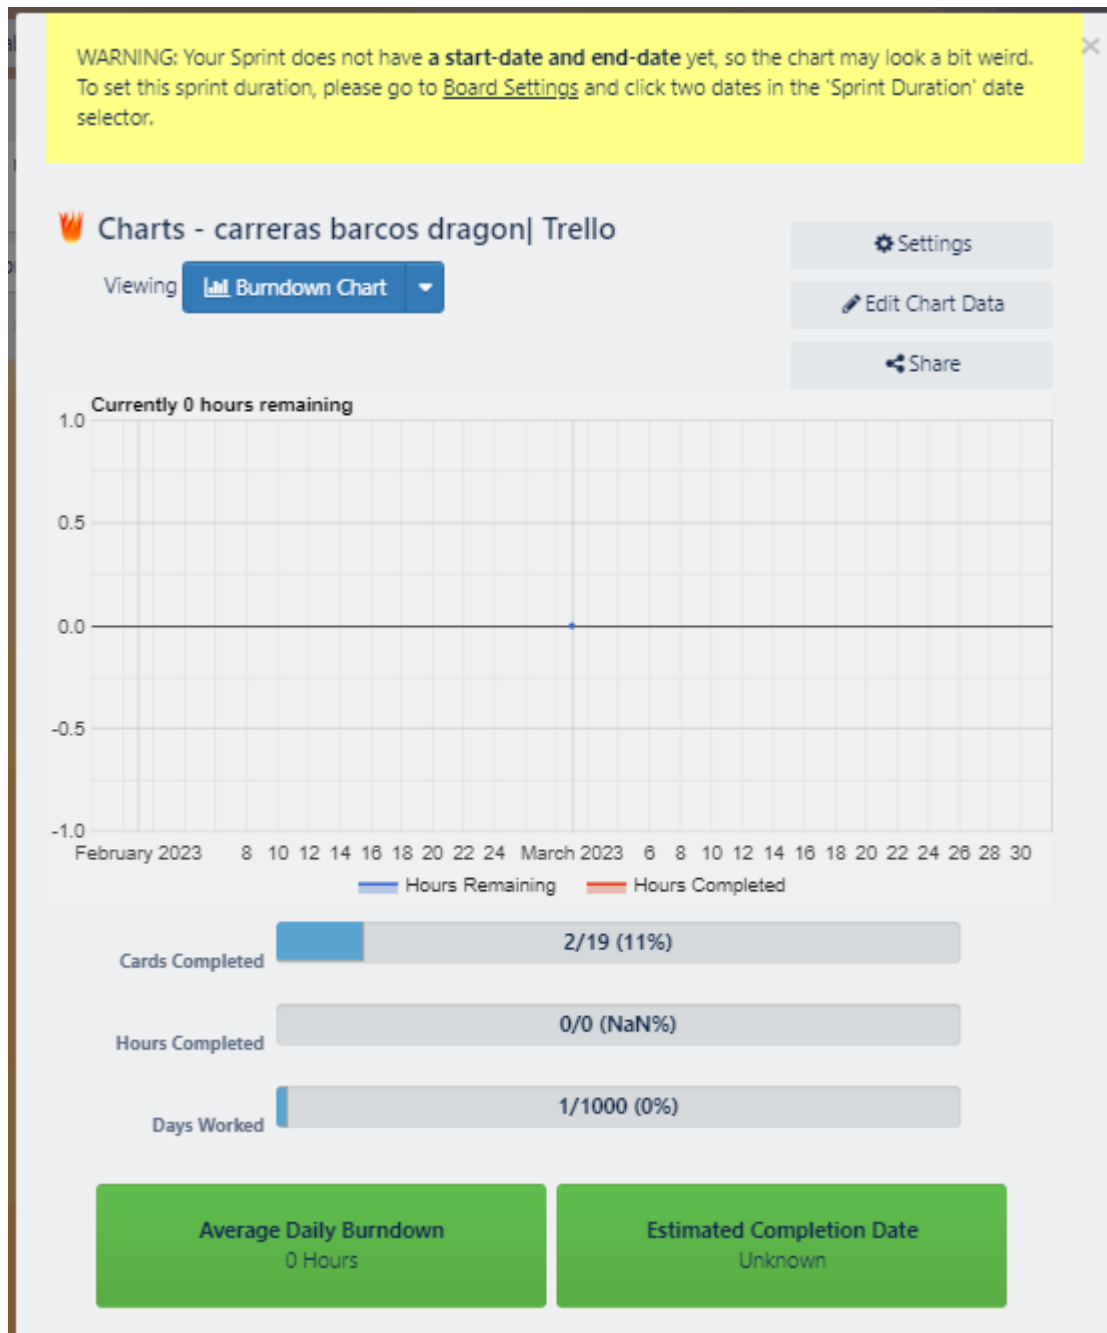 WARNING: Your Sprint does not have a start-date and end-date yet, so the chart may look a bit weird.
To set this sprint duration, please go to Board Settings and click two dates in the 'Sprint Duration' date
selector.
Charts - carreras barcos dragon| Trello
Settings
Viewing
Burndown Chart
Edit Chart Data
Share
Currently 0 hours remaining
1.0
0.5
0.0
-0.5
-1.0
February 2023 8 10 12 14 16 18 20 22 24 March 2023 6 8 10 12 14 16 18 20 22 24 26 28 30
Hours Remaining Hours Completed
Cards Completed 2/19 (11%)
Hours Completed 0/0 (NaN%)
Days Worked 1/1000 (0%)
Average Daily Burndown
0 Hours
Estimated Completion Date
Unknown